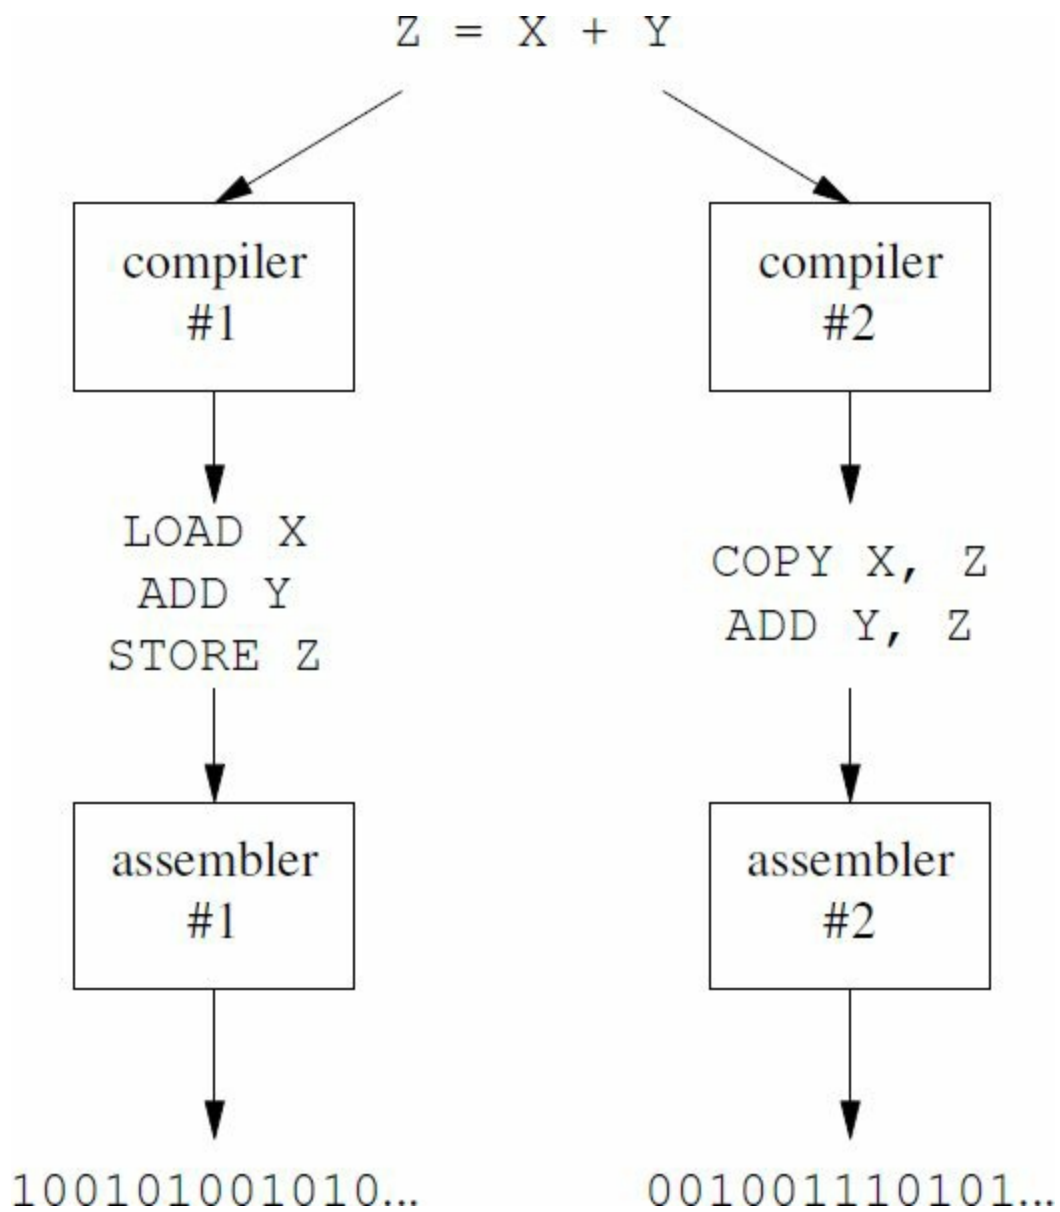 Z = X + Y
compiler
#1
compiler
#2
LOAD X
ADD Y
STORE Z
COPY X, Z
ADD Y, Z
assembler
#1
assembler
#2
100101001010...
001001110101...